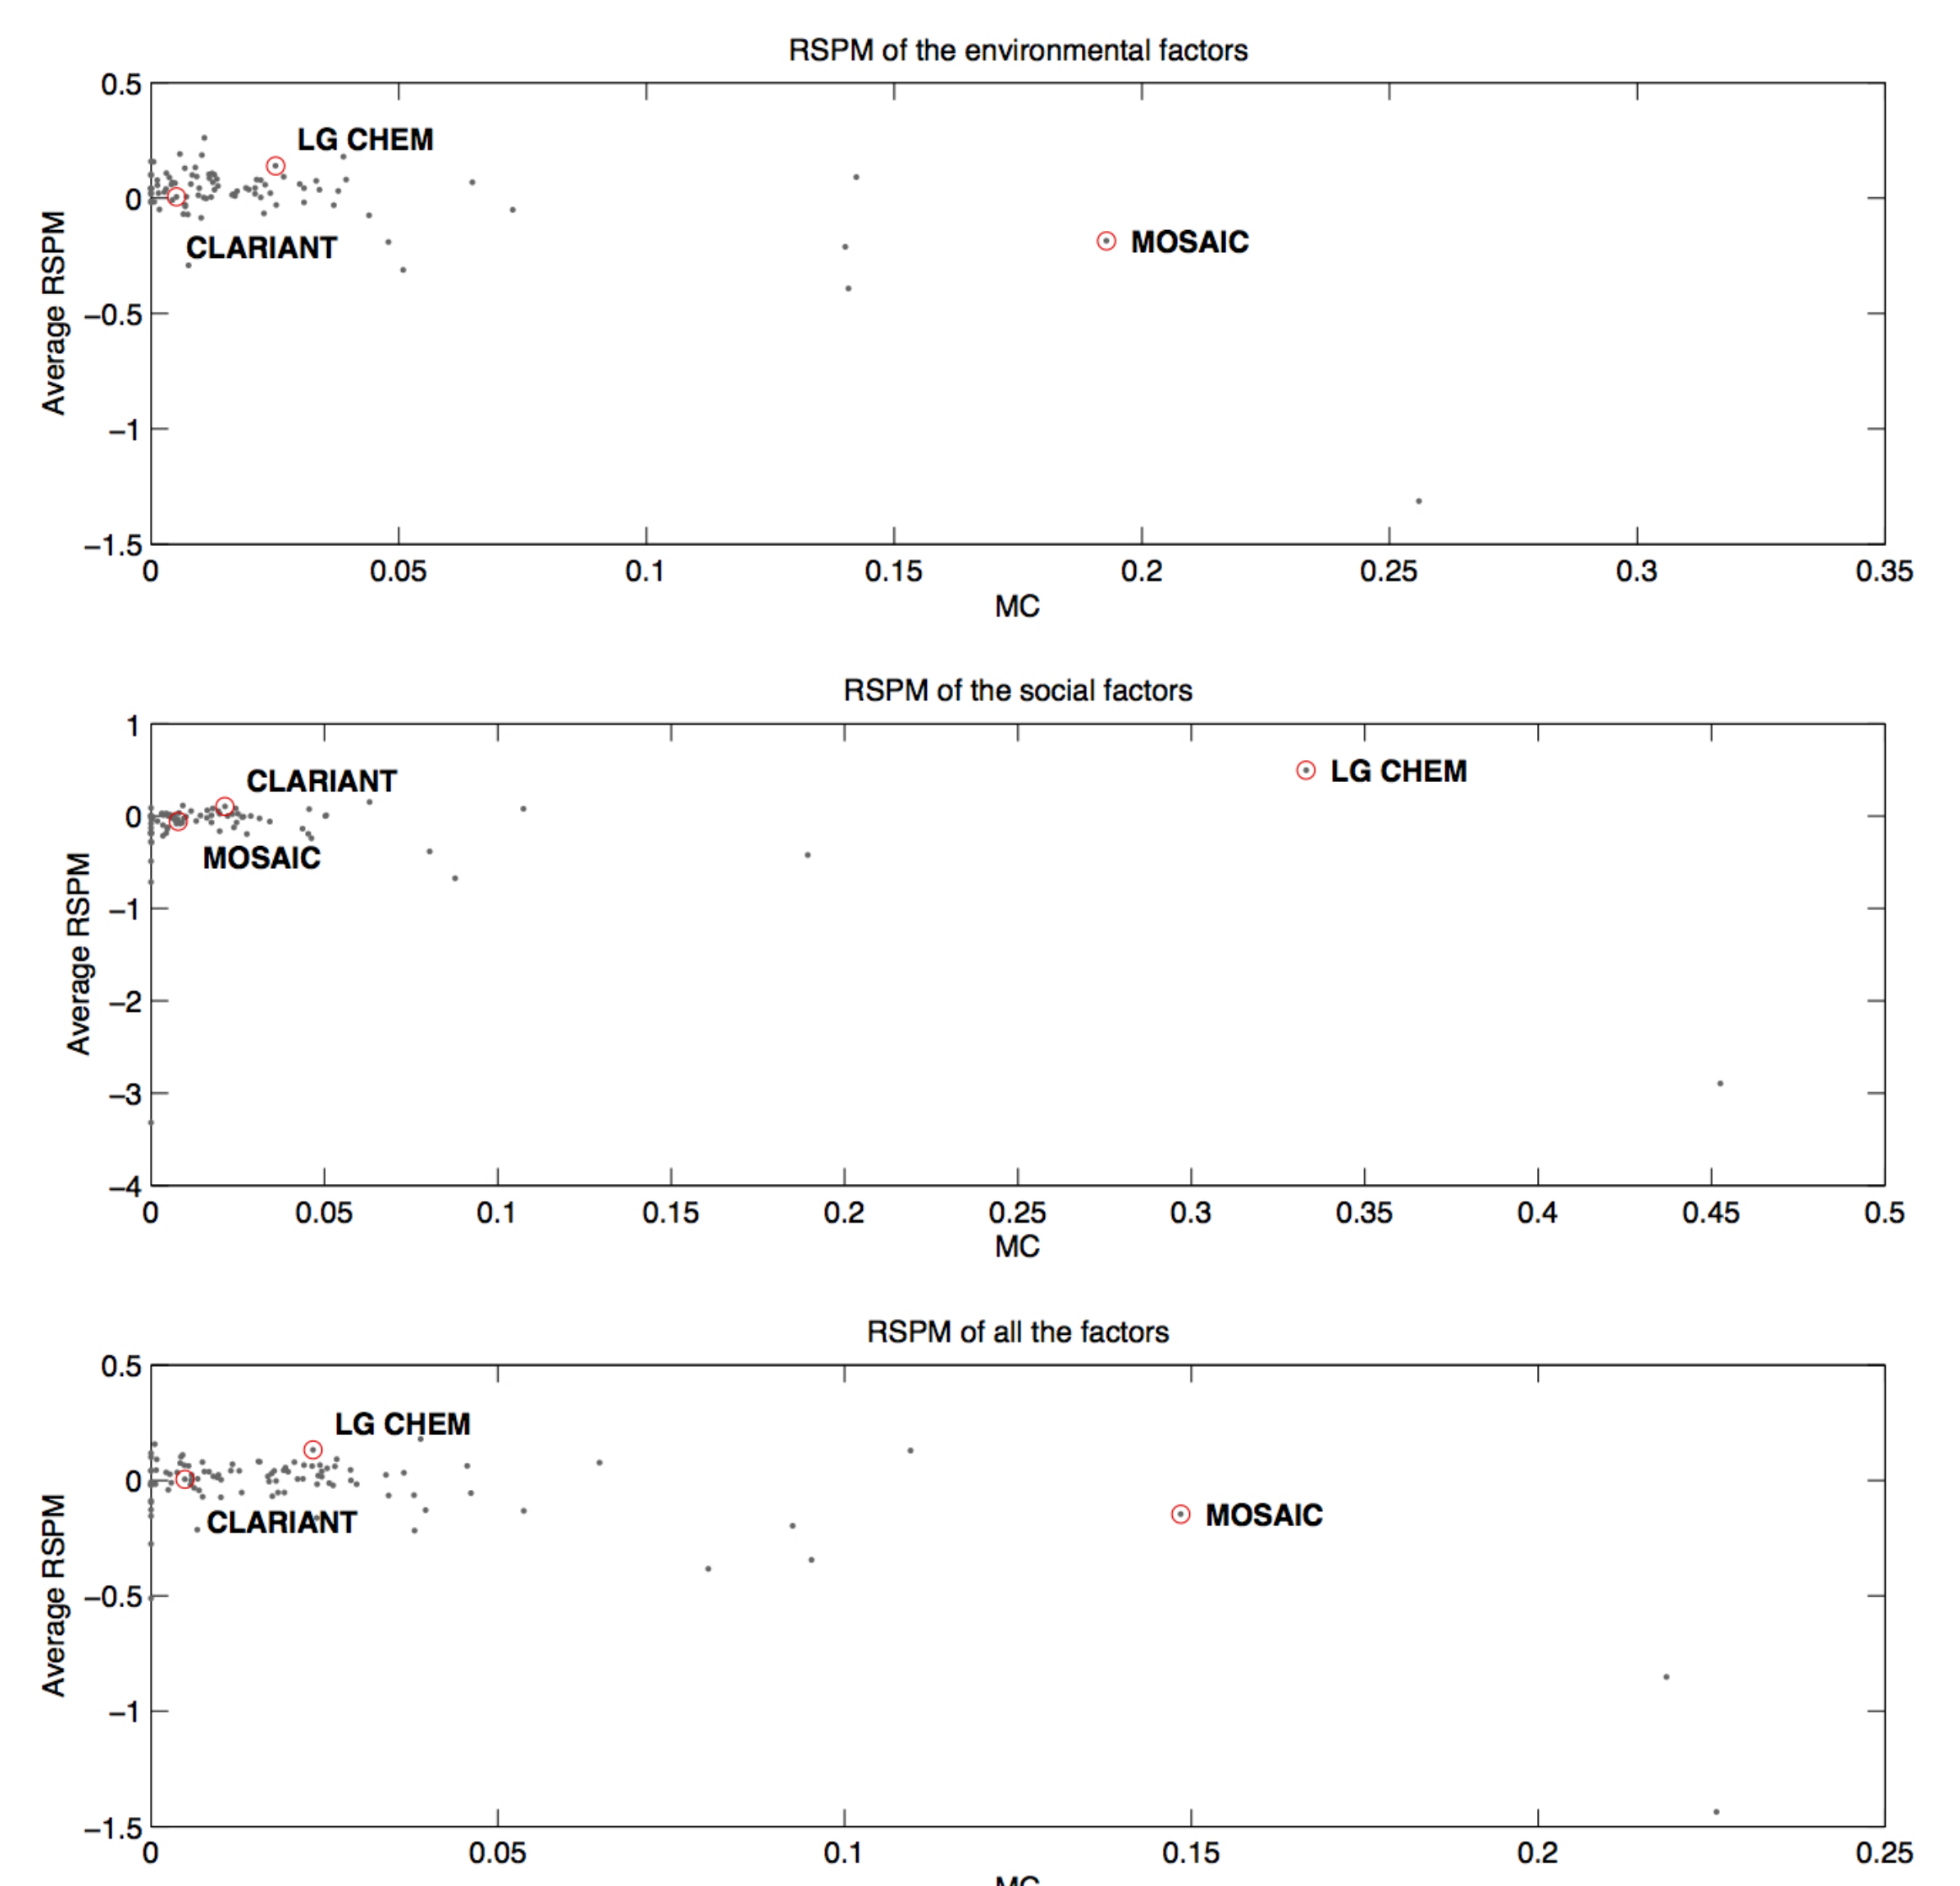 RSPM of the environmental factors
0.5
LG CHEM
0
CLARIANT
MOSAIC
Average RSPM
−0.5
−1
−1.5
0 0.05 0.1 0.15 0.2 0.25 0.3 0.35
MC
RSPM of the social factors
1
LG CHEM
CLARIANT
0
MOSAIC
Average RSPM
−1
−2
−3
−4
0 0.05 0.1 0.15 0.2 0.25 0.3 0.35 0.4 0.45 0.5
MC
RSPM of all the factors
0.5
LG CHEM
0
CLARIANT
MOSAIC
Average RSPM
−0.5
−1
−1.5
0 0.05 0.1 0.15 0.2 0.25
MC